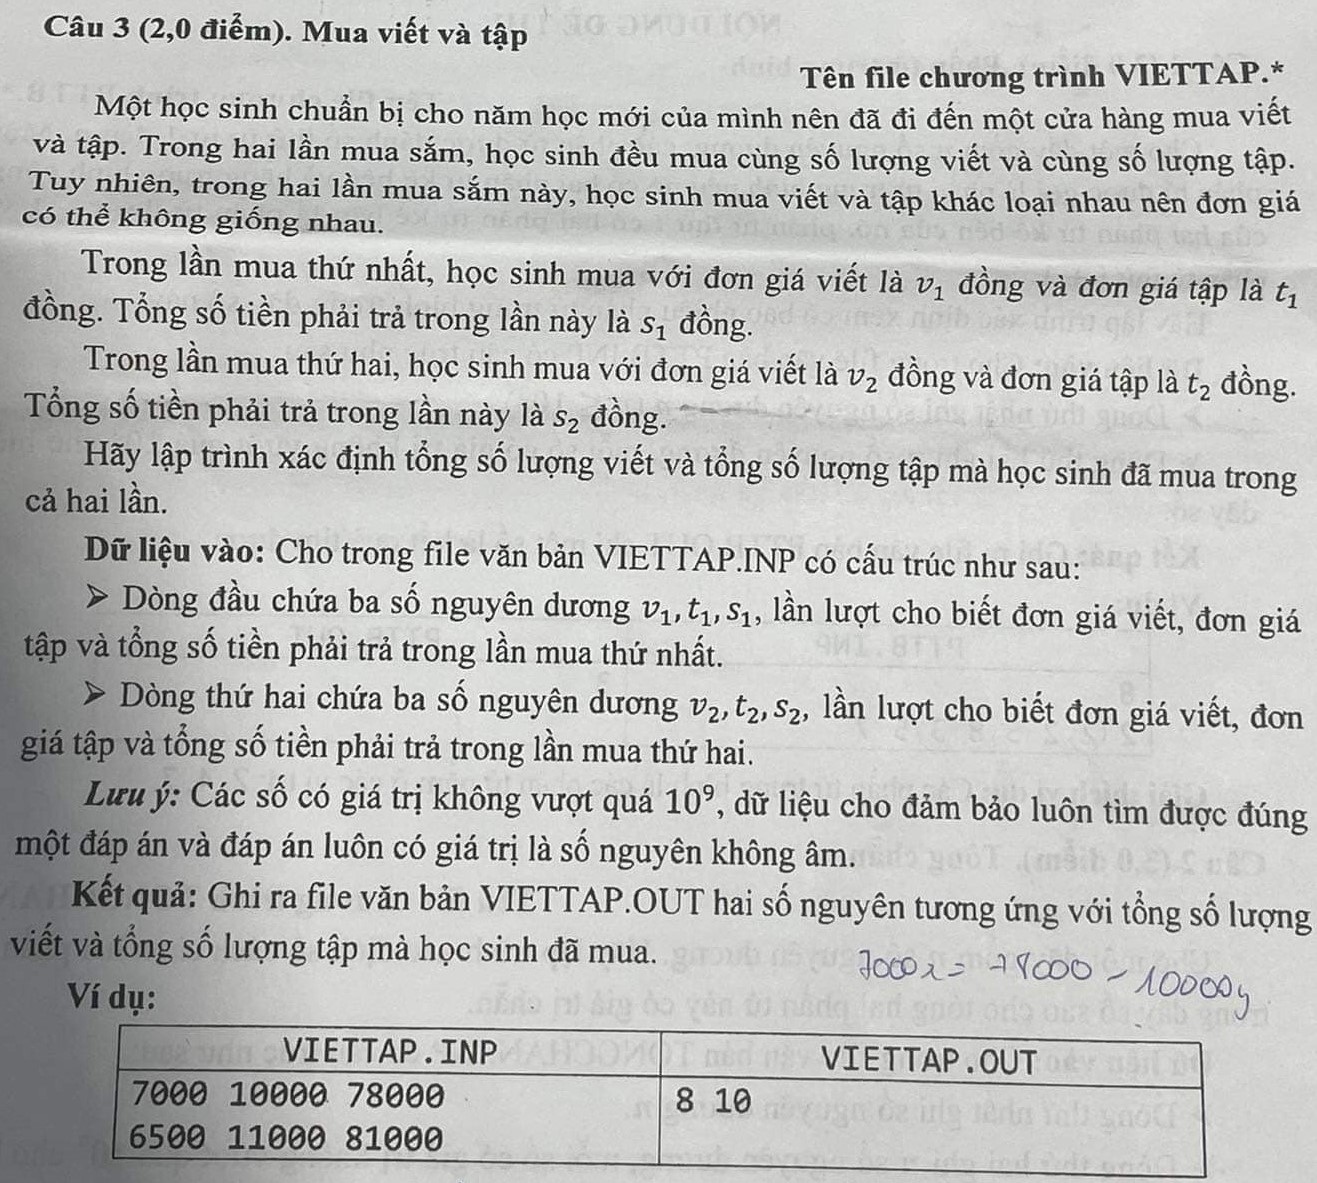 Câu 3 (2,0 điểm). Mua viết và tập
Tên file chương trình VIETTAP.*
Một học sinh chuẩn bị cho năm học mới của mình nên đã đi đến một cửa hàng mua viết
và tập. Trong hai lần mua sắm, học sinh đều mua cùng số lượng viết và cùng số lượng tập.
Tuy nhiên, trong hai lần mua sắm này, học sinh mua viết và tập khác loại nhau nên đơn giá
có thể không giống nhau.
Trong lần mua thứ nhất, học sinh mua với đơn giá viết là v₁ đồng và đơn giá tập là t₁
đồng. Tổng số tiền phải trả trong lần này là s₁ đồng.
Trong lần mua thứ hai, học sinh mua với đơn giá viết là v₂ đồng và đơn giá tập là t₂ đồng.
Tổng số tiền phải trả trong lần này là s₂ đồng.
Hãy lập trình xác định tổng số lượng viết và tổng số lượng tập mà học sinh đã mua trong
cả hai lần.
Dữ liệu vào: Cho trong file văn bản VIETTAP.INP có cấu trúc như sau:
➢ Dòng đầu chứa ba số nguyên dương v₁, t₁, s₁, lần lượt cho biết đơn giá viết, đơn giá
tập và tổng số tiền phải trả trong lần mua thứ nhất.
➢ Dòng thứ hai chứa ba số nguyên dương v₂, t₂, s₂, lần lượt cho biết đơn giá viết, đơn
giá tập và tổng số tiền phải trả trong lần mua thứ hai.
Lưu ý: Các số có giá trị không vượt quá 10⁹, dữ liệu cho đảm bảo luôn tìm được đúng
một đáp án và đáp án luôn có giá trị là số nguyên không âm.
Kết quả: Ghi ra file văn bản VIETTAP.OUT hai số nguyên tương ứng với tổng số lượng
viết và tổng số lượng tập mà học sinh đã mua.
7000x = 78000 - 10000y
Ví dụ:
VIETTAP.INP VIETTAP.OUT
7000 10000 78000 8 10
6500 11000 81000